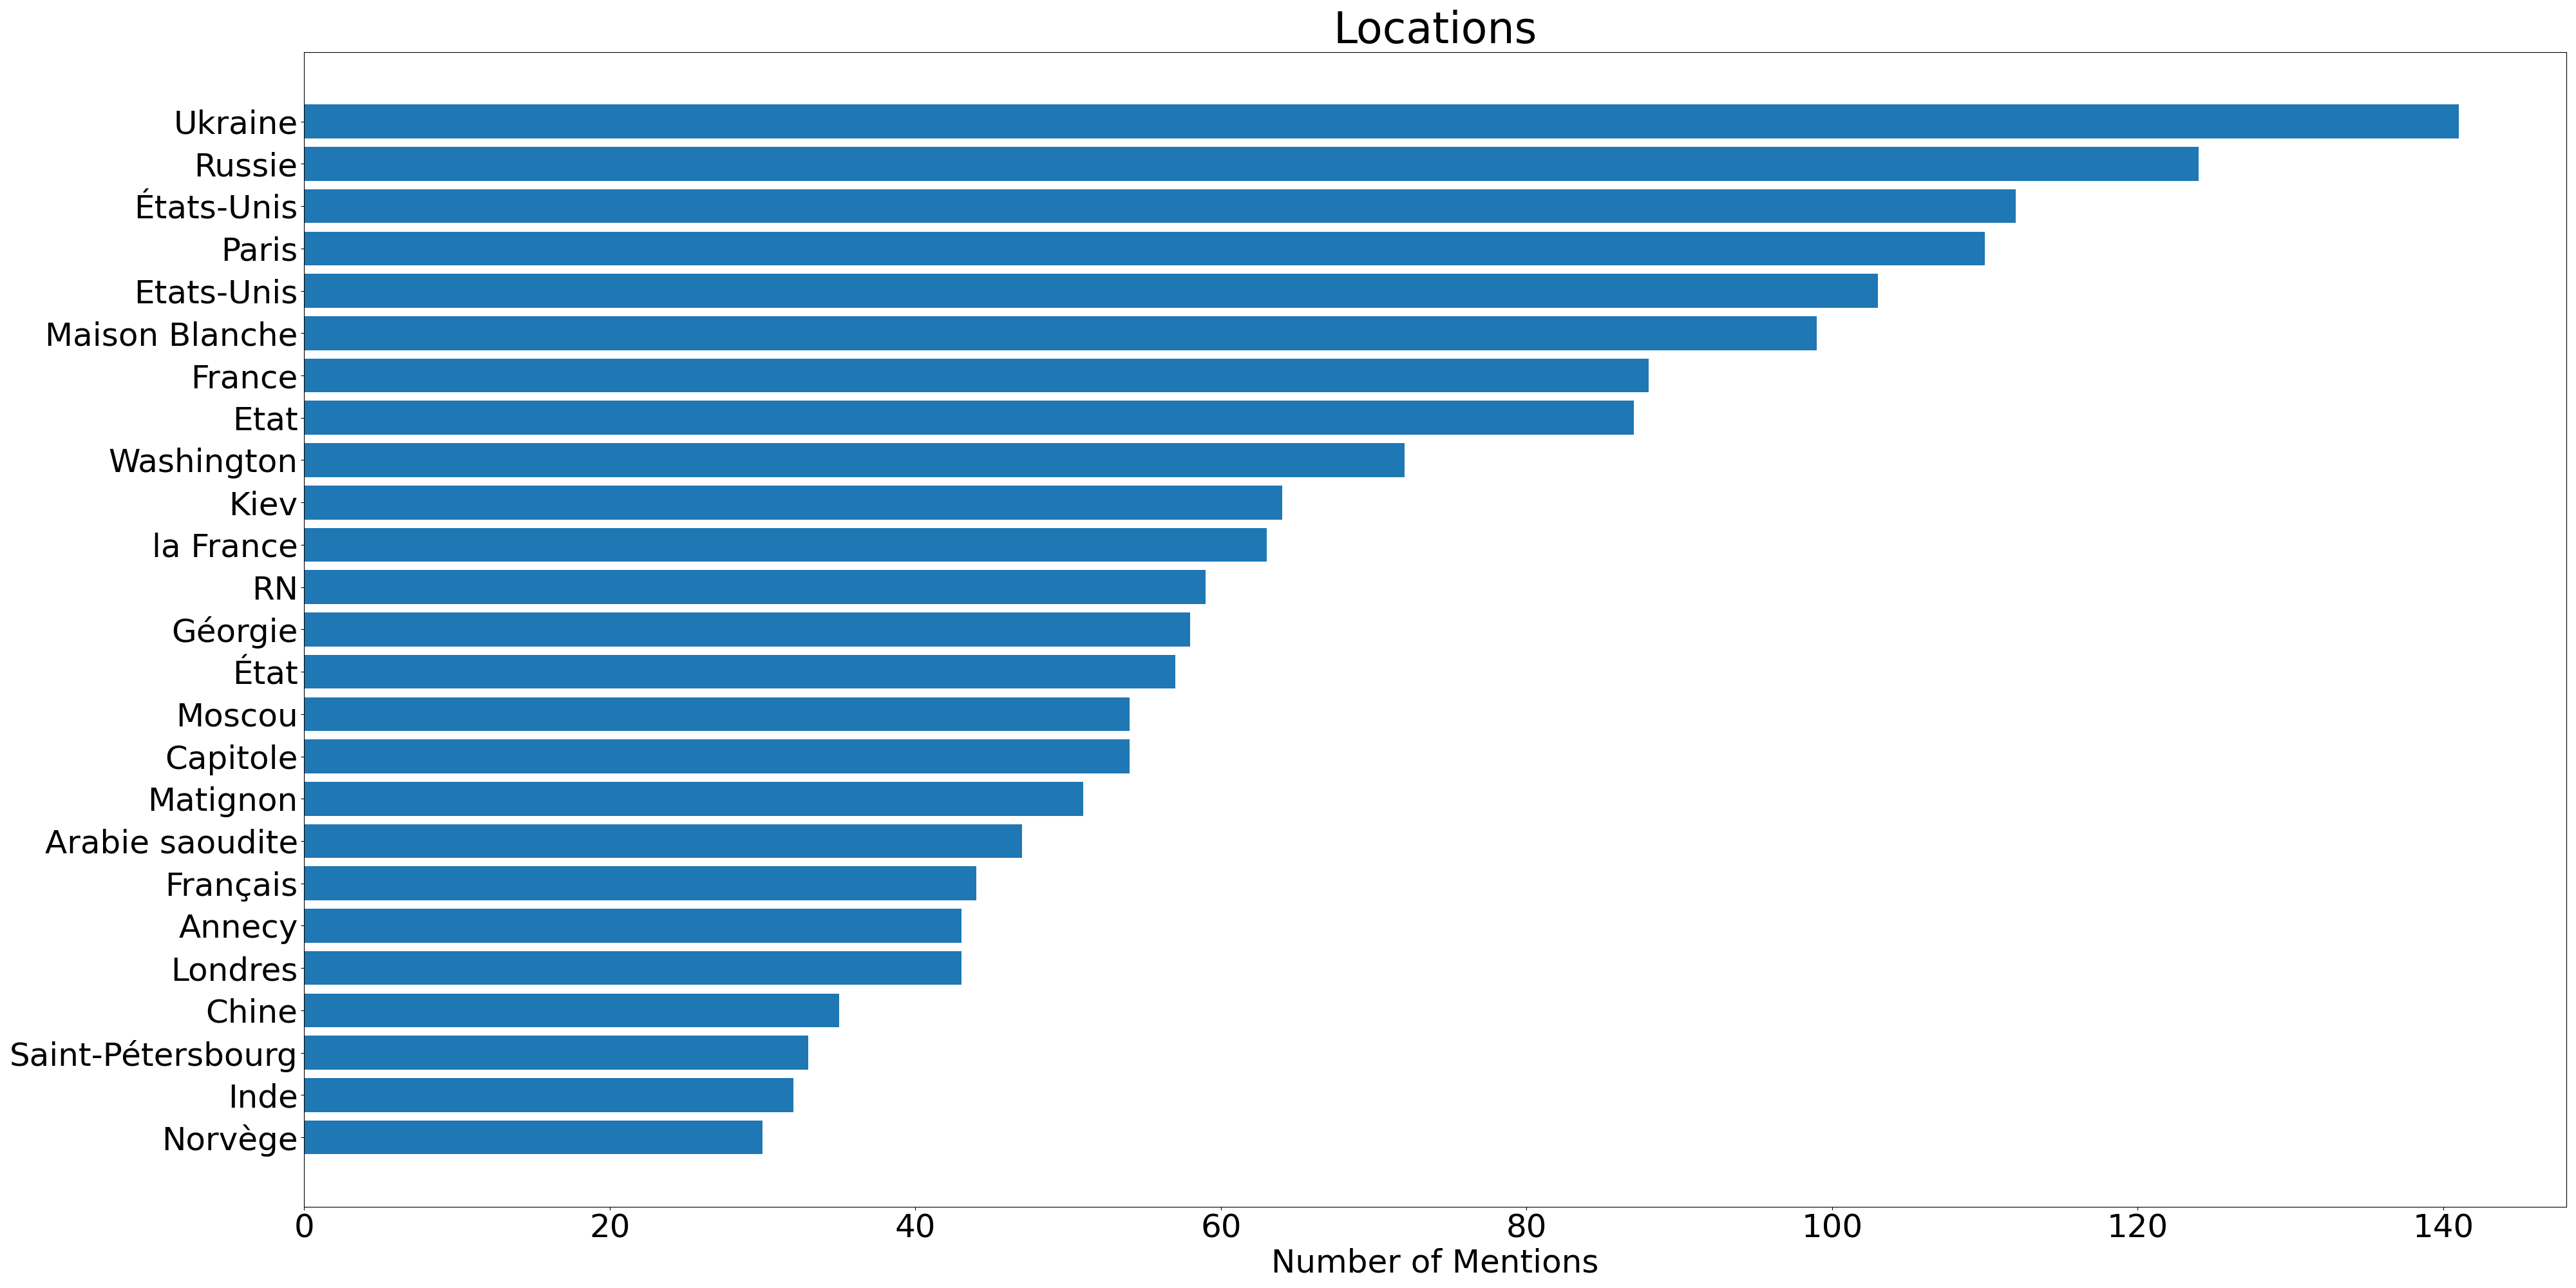 Locations
Ukraine
Russie
États-Unis
Paris
Etats-Unis
Maison Blanche
France
Etat
Washington
Kiev
la France
RN
Géorgie
État
Moscou
Capitole
Matignon
Arabie saoudite
Français
Annecy
Londres
Chine
Saint-Pétersbourg
Inde
Norvège
0 20 40 60 80 100 120 140
Number of Mentions